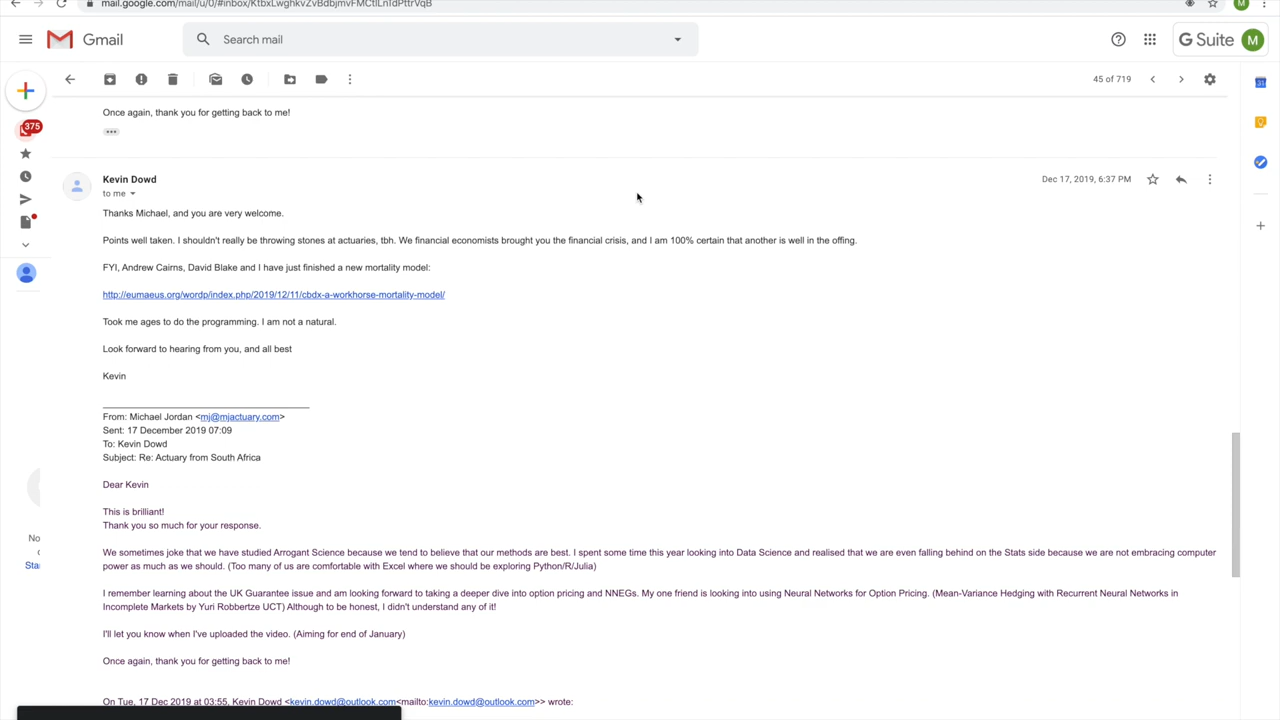 mail.google.com/mail/u/0/#inbox/KtbxLwghkvZvBdbjmvFMCtlLnTdPttrVqB
M
Gmail
Search mail
G Suite
M
45 of 719
Once again, thank you for getting back to me!
375
Kevin Dowd
Dec 17, 2019, 6:37 PM
to me
Thanks Michael, and you are very welcome.
Points well taken. I shouldn't really be throwing stones at actuaries, tbh. We financial economists brought you the financial crisis, and I am 100% certain that another is well in the offing.
FYI, Andrew Cairns, David Blake and I have just finished a new mortality model:
http://eumaeus.org/wordp/index.php/2019/12/11/cbdx-a-workhorse-mortality-model/
Took me ages to do the programming. I am not a natural.
Look forward to hearing from you, and all best
Kevin
From: Michael Jordan <mj@mjactuary.com>
Sent: 17 December 2019 07:09
To: Kevin Dowd
Subject: Re: Actuary from South Africa
Dear Kevin
This is brilliant!
Thank you so much for your response.
We sometimes joke that we have studied Arrogant Science because we tend to believe that our methods are best. I spent some time this year looking into Data Science and realised that we are even falling behind on the Stats side because we are not embracing computer
power as much as we should. (Too many of us are comfortable with Excel where we should be exploring Python/R/Julia)
I remember learning about the UK Guarantee issue and am looking forward to taking a deeper dive into option pricing and NNEGs. My one friend is looking into using Neural Networks for Option Pricing. (Mean-Variance Hedging with Recurrent Neural Networks in
Incomplete Markets by Yuri Robbertze UCT) Although to be honest, I didn't understand any of it!
I'll let you know when I've uploaded the video. (Aiming for end of January)
Once again, thank you for getting back to me!
On Tue, 17 Dec 2019 at 03:55, Kevin Dowd <kevin.dowd@outlook.com<mailto:kevin.dowd@outlook.com>> wrote:
No
Star